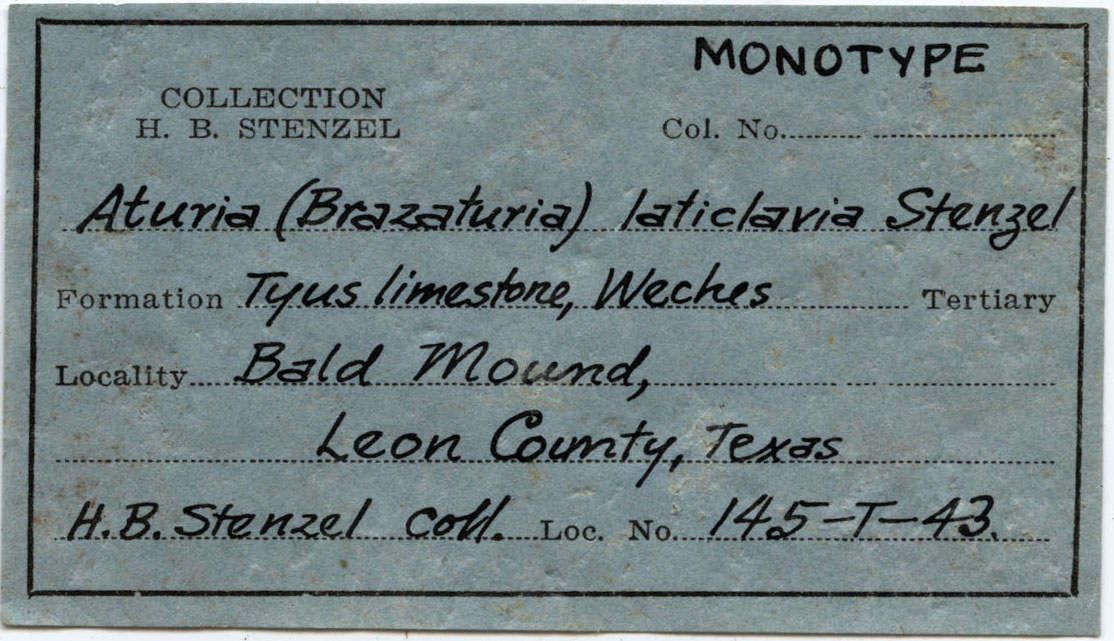 MONOTYPE
COLLECTION
H. B. STENZEL
Col. No.
Aturia (Brazaturia) laticlavia Stenzel
Formation Tyus limestone, Weches Tertiary
Locality Bald Mound,
Leon County, Texas
H.B. Stenzel coll. Loc. No. 145-T-43.